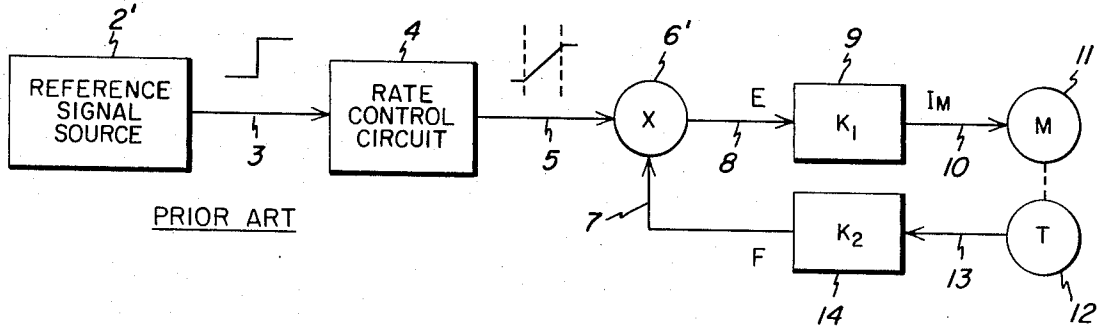 2'
4
6'
9
11
REFERENCE
SIGNAL
SOURCE
3
RATE
CONTROL
CIRCUIT
5
X
E
8
K1
IM
10
M
PRIOR ART
7
F
K2
14
13
T
12